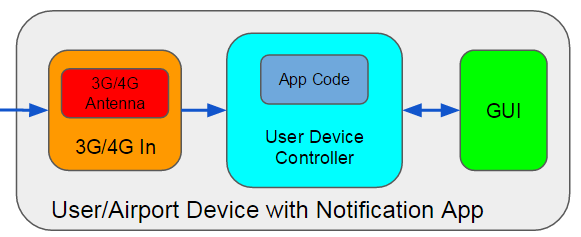 3G/4G
Antenna
3G/4G In
App Code
User Device
Controller
GUI
User/Airport Device with Notification App